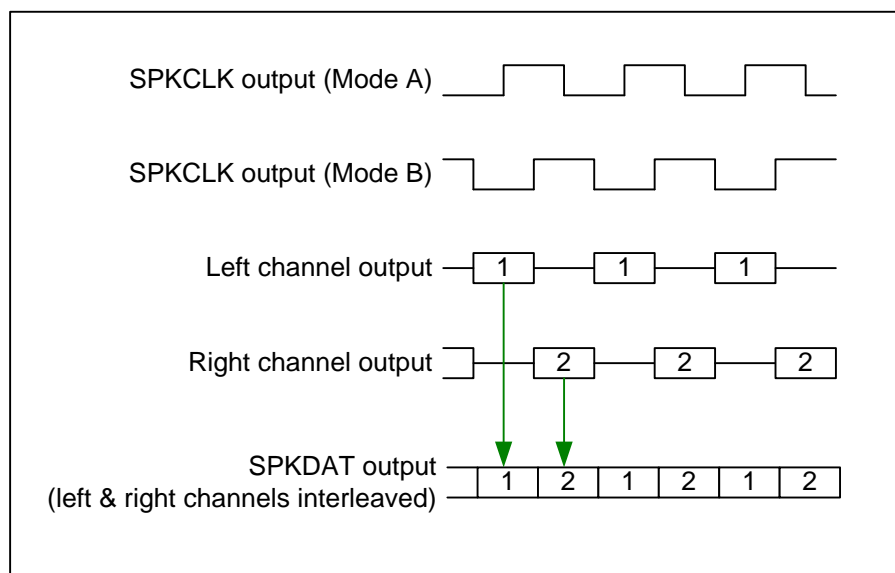 SPKCLK output (Mode A)
SPKCLK output (Mode B)
Left channel output 1 1 1
Right channel output 2 2 2
SPKDAT output
(left & right channels interleaved) 1 2 1 2 1 2